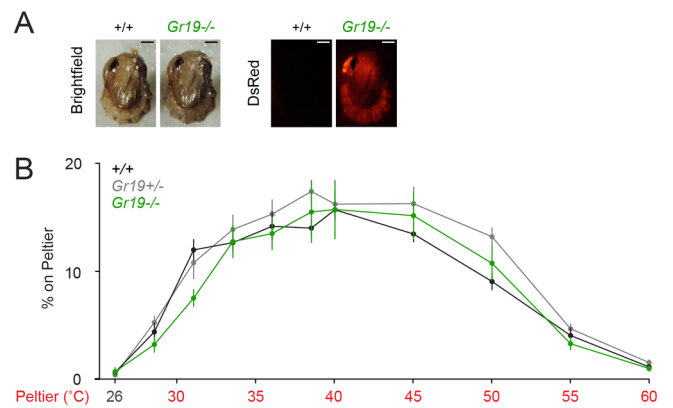 A
+/+ Gr19-/- +/+ Gr19-/-
Brightfield
DsRed
B
20
+/+
Gr19+/-
Gr19-/-
% on Peltier
10
0
Peltier (˚C) 26 30 35 40 45 50 55 60